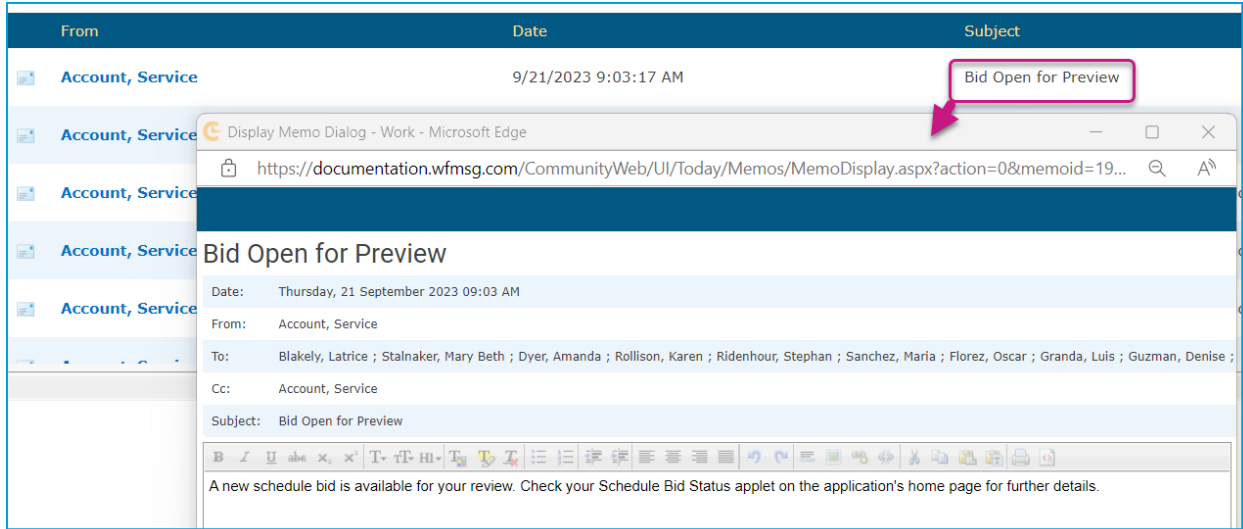 From Date Subject
Account, Service 9/21/2023 9:03:17 AM Bid Open for Preview
Account, Service
Display Memo Dialog - Work - Microsoft Edge
https://documentation.wfmsg.com/CommunityWeb/UI/Today/Memos/MemoDisplay.aspx?action=0&memoid=19...
Account, Service
Account, Service
Account, Service
Bid Open for Preview
Date: Thursday, 21 September 2023 09:03 AM
From: Account, Service
To: Blakely, Latrice ; Stalnaker, Mary Beth ; Dyer, Amanda ; Rollison, Karen ; Ridenhour, Stephan ; Sanchez, Maria ; Florez, Oscar ; Granda, Luis ; Guzman, Denise ;
Cc: Account, Service
Subject: Bid Open for Preview
B I U abc x, x² T- тT- H1-
A new schedule bid is available for your review. Check your Schedule Bid Status applet on the application's home page for further details.